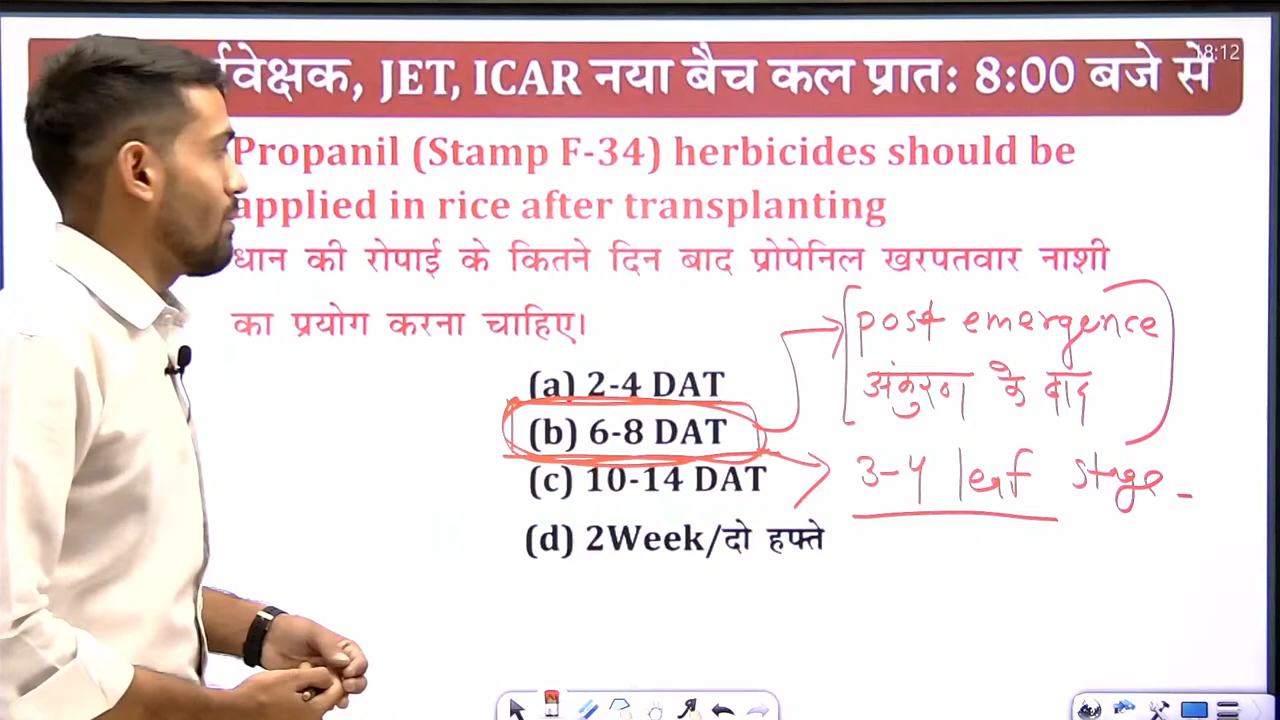 र्यवेक्षक, JET, ICAR नया बैच कल प्रात: 8:00 बजे से
18:12
Propanil (Stamp F-34) herbicides should be
applied in rice after transplanting
धान की रोपाई के कितने दिन बाद प्रोपेनिल खरपतवार नाशी
का प्रयोग करना चाहिए।
post emergence
अंकुरण के बाद
(a) 2-4 DAT
(b) 6-8 DAT
3-4 leaf stage
(c) 10-14 DAT
(d) 2Week/दो हफ्ते